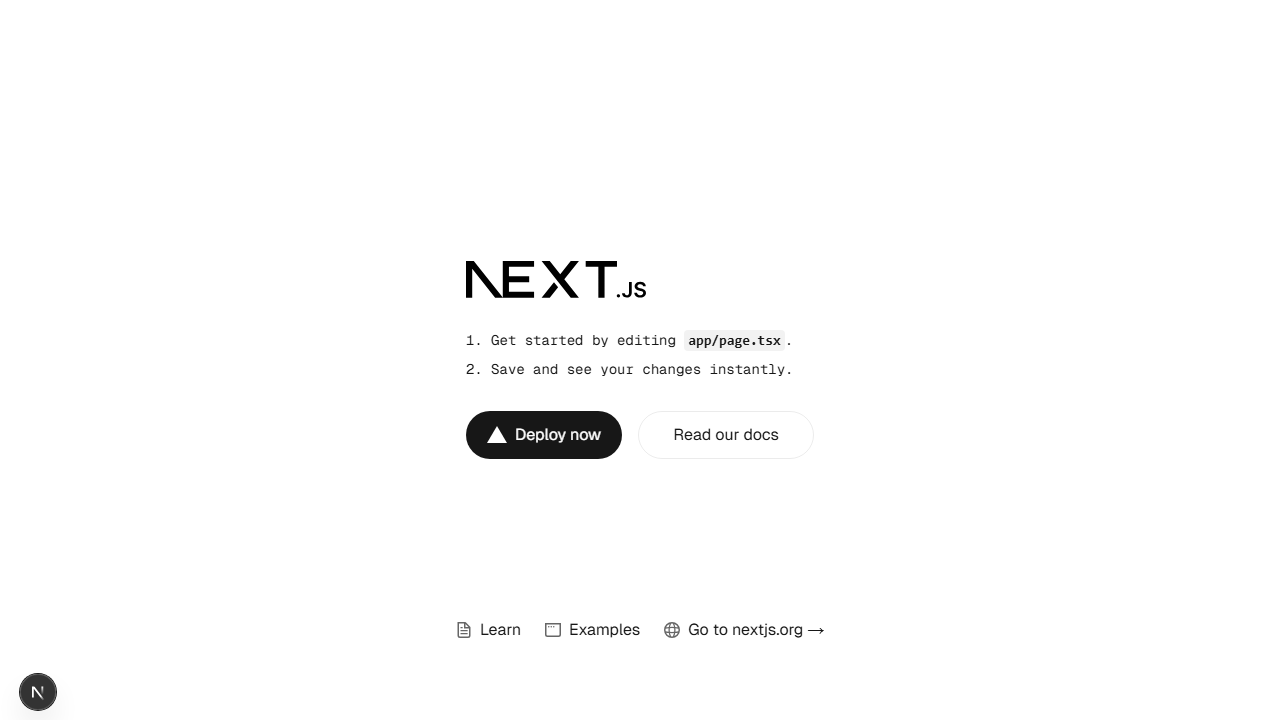 NEXT.JS
1. Get started by editing app/page.tsx.
2. Save and see your changes instantly.
Deploy now
Read our docs
Learn
Examples
Go to nextjs.org →
N